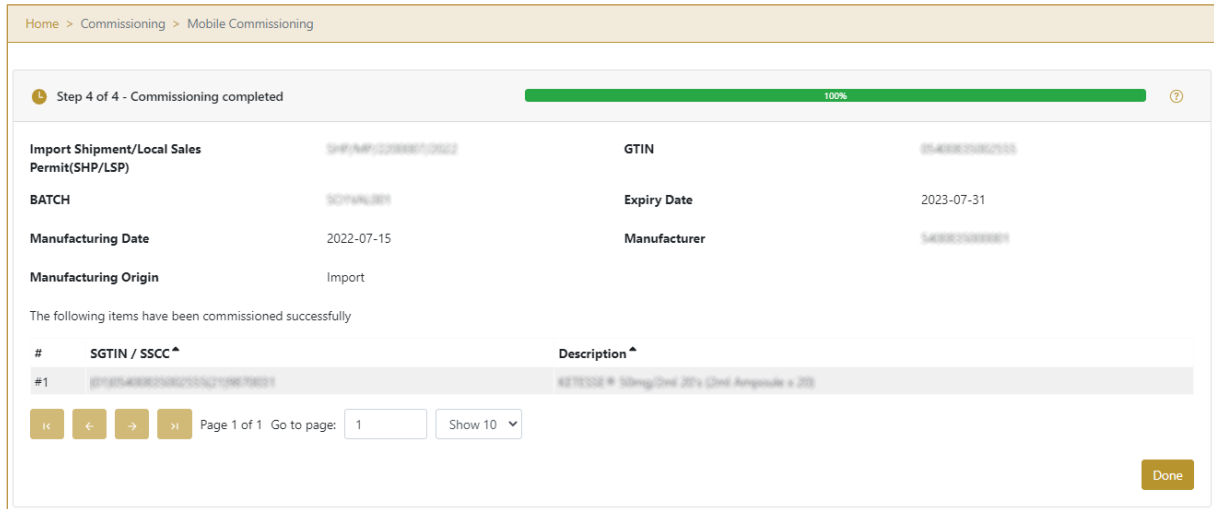 Home > Commissioning > Mobile Commissioning
Step 4 of 4 - Commissioning completed 100%
Import Shipment/Local Sales
Permit(SHP/LSP)
GTIN
BATCH
Expiry Date 2023-07-31
Manufacturing Date 2022-07-15 Manufacturer
Manufacturing Origin Import
The following items have been commissioned successfully
# SGTIN / SSCC Description
#1
Page 1 of 1 Go to page: 1 Show 10
Done